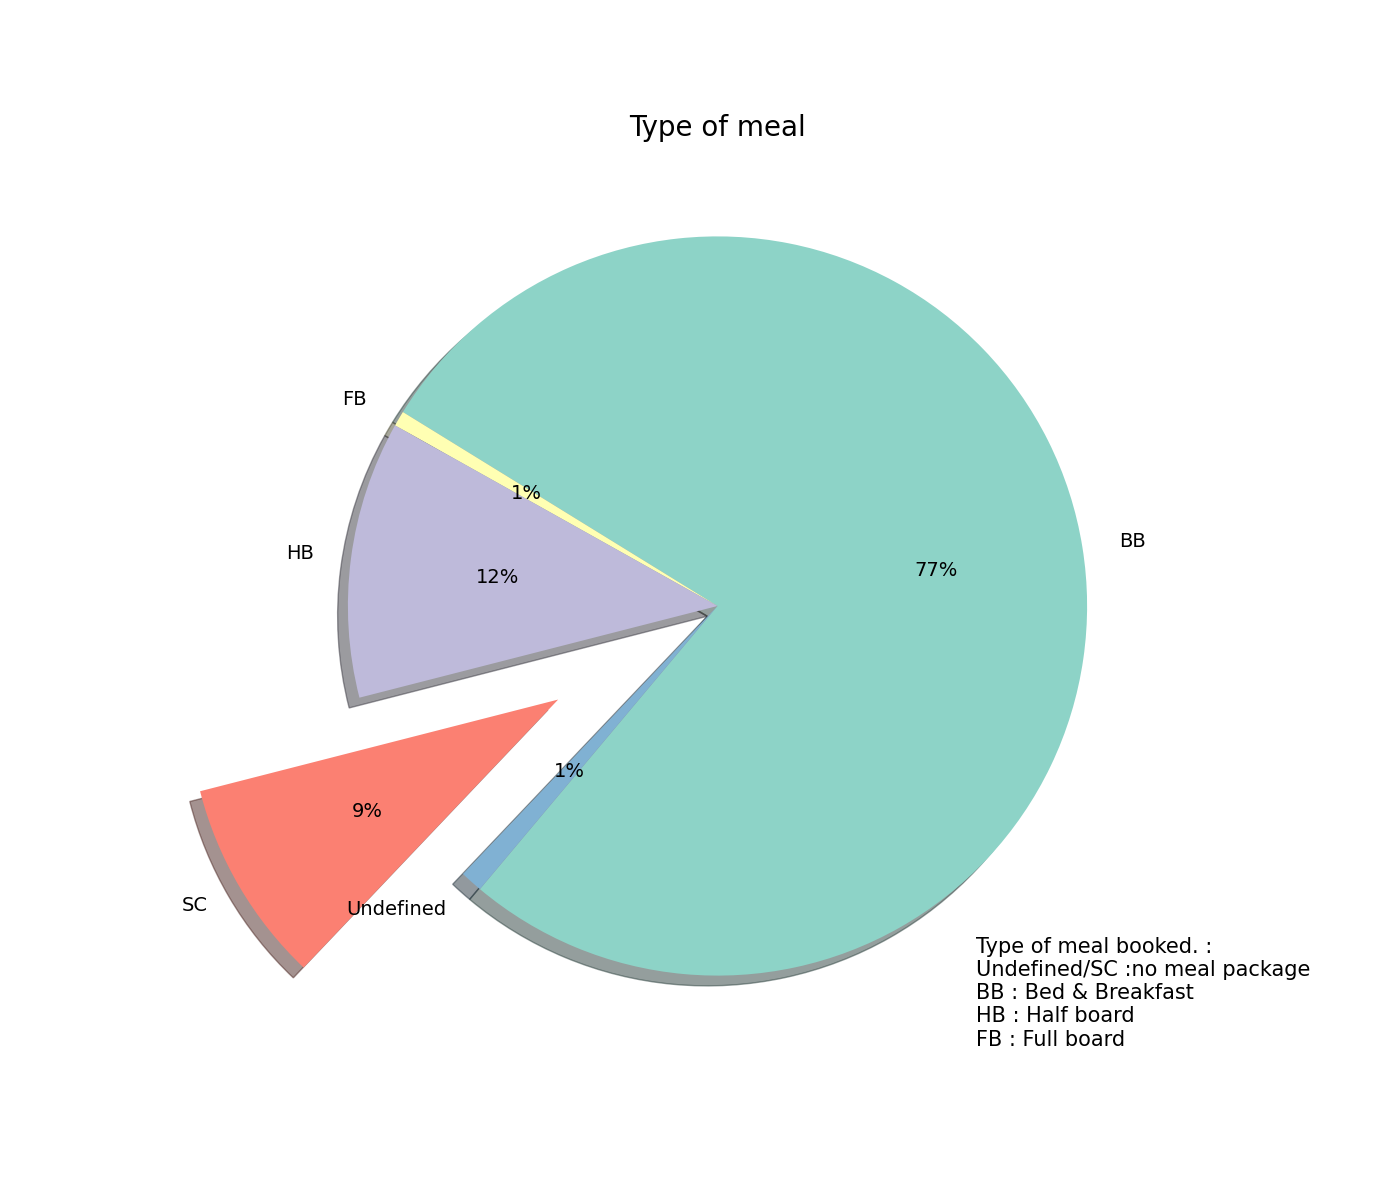 Type of meal
FB
1%
HB
12%
BB
77%
1%
9%
SC
Undefined
Type of meal booked. :
Undefined/SC :no meal package
BB : Bed & Breakfast
HB : Half board
FB : Full board